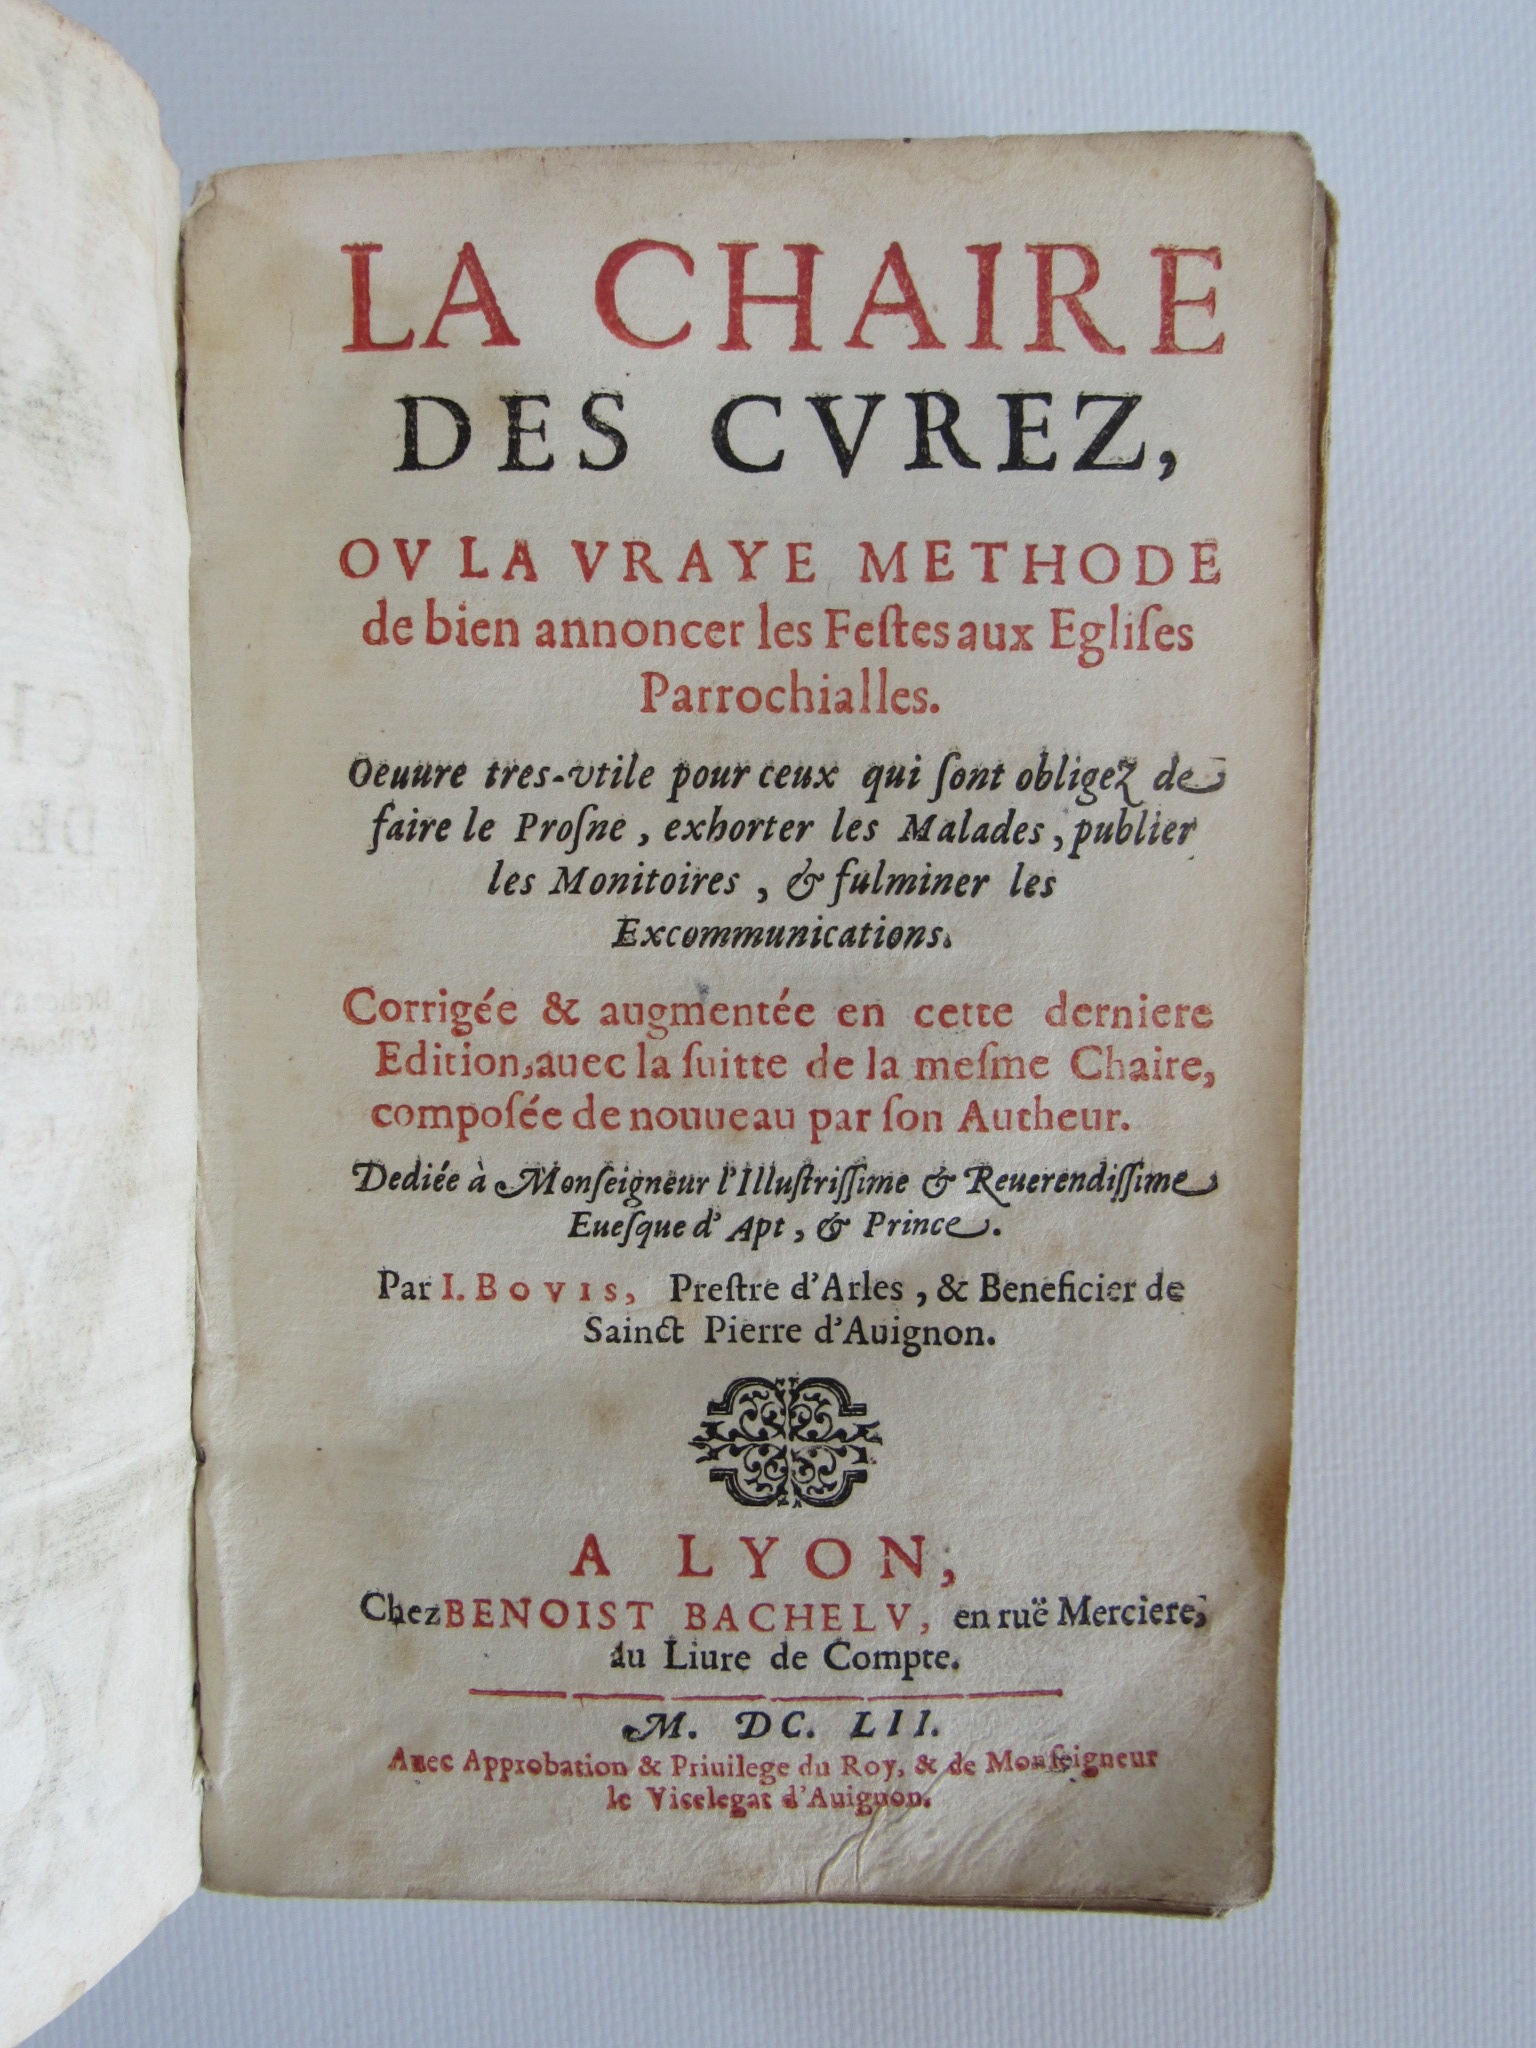 LA CHAIRE
DES CVREZ,
OV LA VRAYE METHODE
de bien annoncer les Feſtes aux Egliſes
Parrochialles.
Oeuure tres-vtile pour ceux qui ſont obligez de
faire le Proſne, exhorter les Malades, publier
les Monitoires, & fulminer les
Excommunications.
Corrigée & augmentée en cette derniere
Edition, auec la ſuitte de la meſme Chaire,
compoſée de nouueau par ſon Autheur.
Dediée à Monſeigneur l'Illuſtriſſime & Reuerendiſſime
Eueſque d'Apt, & Prince.
Par I. BOVIS, Preſtre d'Arles, & Beneficier de
Sainct Pierre d'Auignon.
A LYON,
Chez BENOIST BACHELV, en ruë Merciere,
au Liure de Compte.
M. DC. LII.
Auec Approbation & Priuilege du Roy, & de Monſeigneur
le Vicelegat d'Auignon.